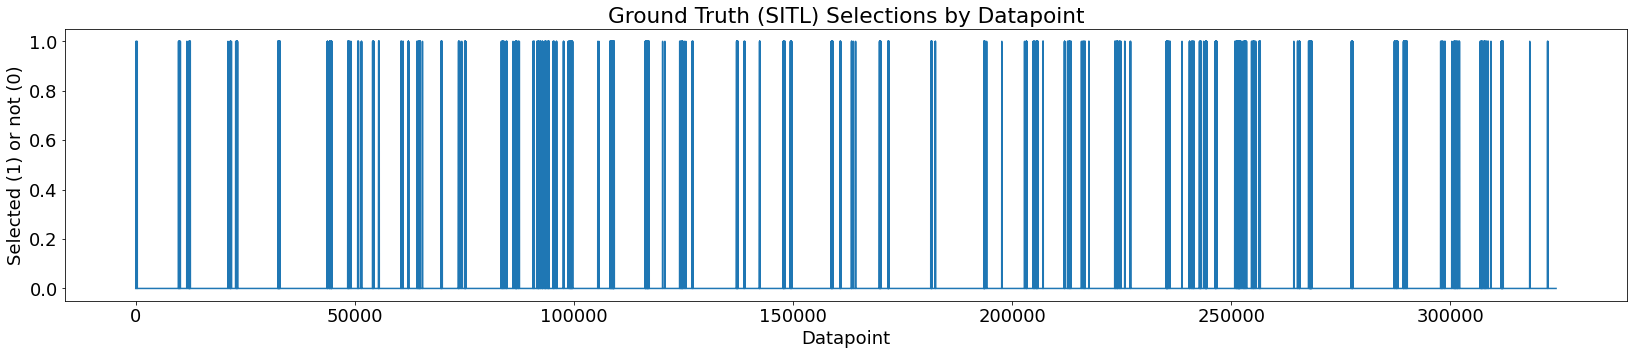 Ground Truth (SITL) Selections by Datapoint
Selected (1) or not (0)
1.0
0.8
0.6
0.4
0.2
0.0
0 50000 100000 150000 200000 250000 300000
Datapoint